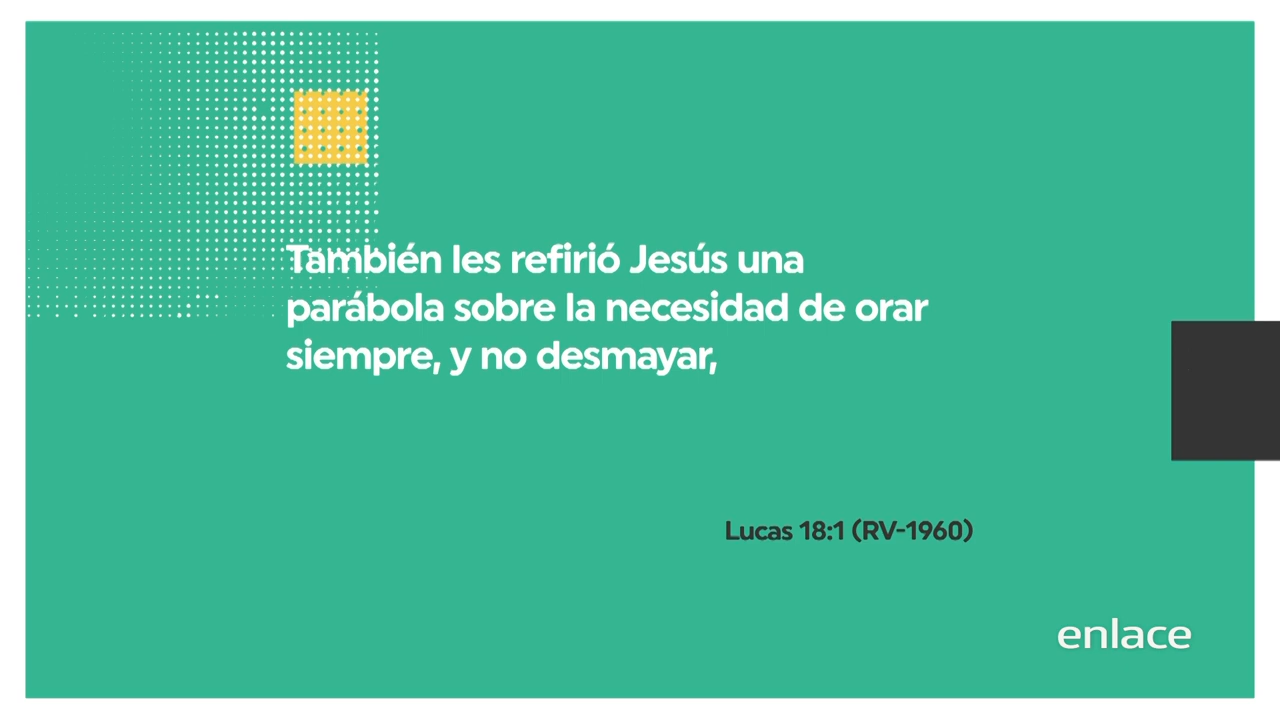 También les refirió Jesús una
parábola sobre la necesidad de orar
siempre, y no desmayar,
Lucas 18:1 (RV-1960)
enlace